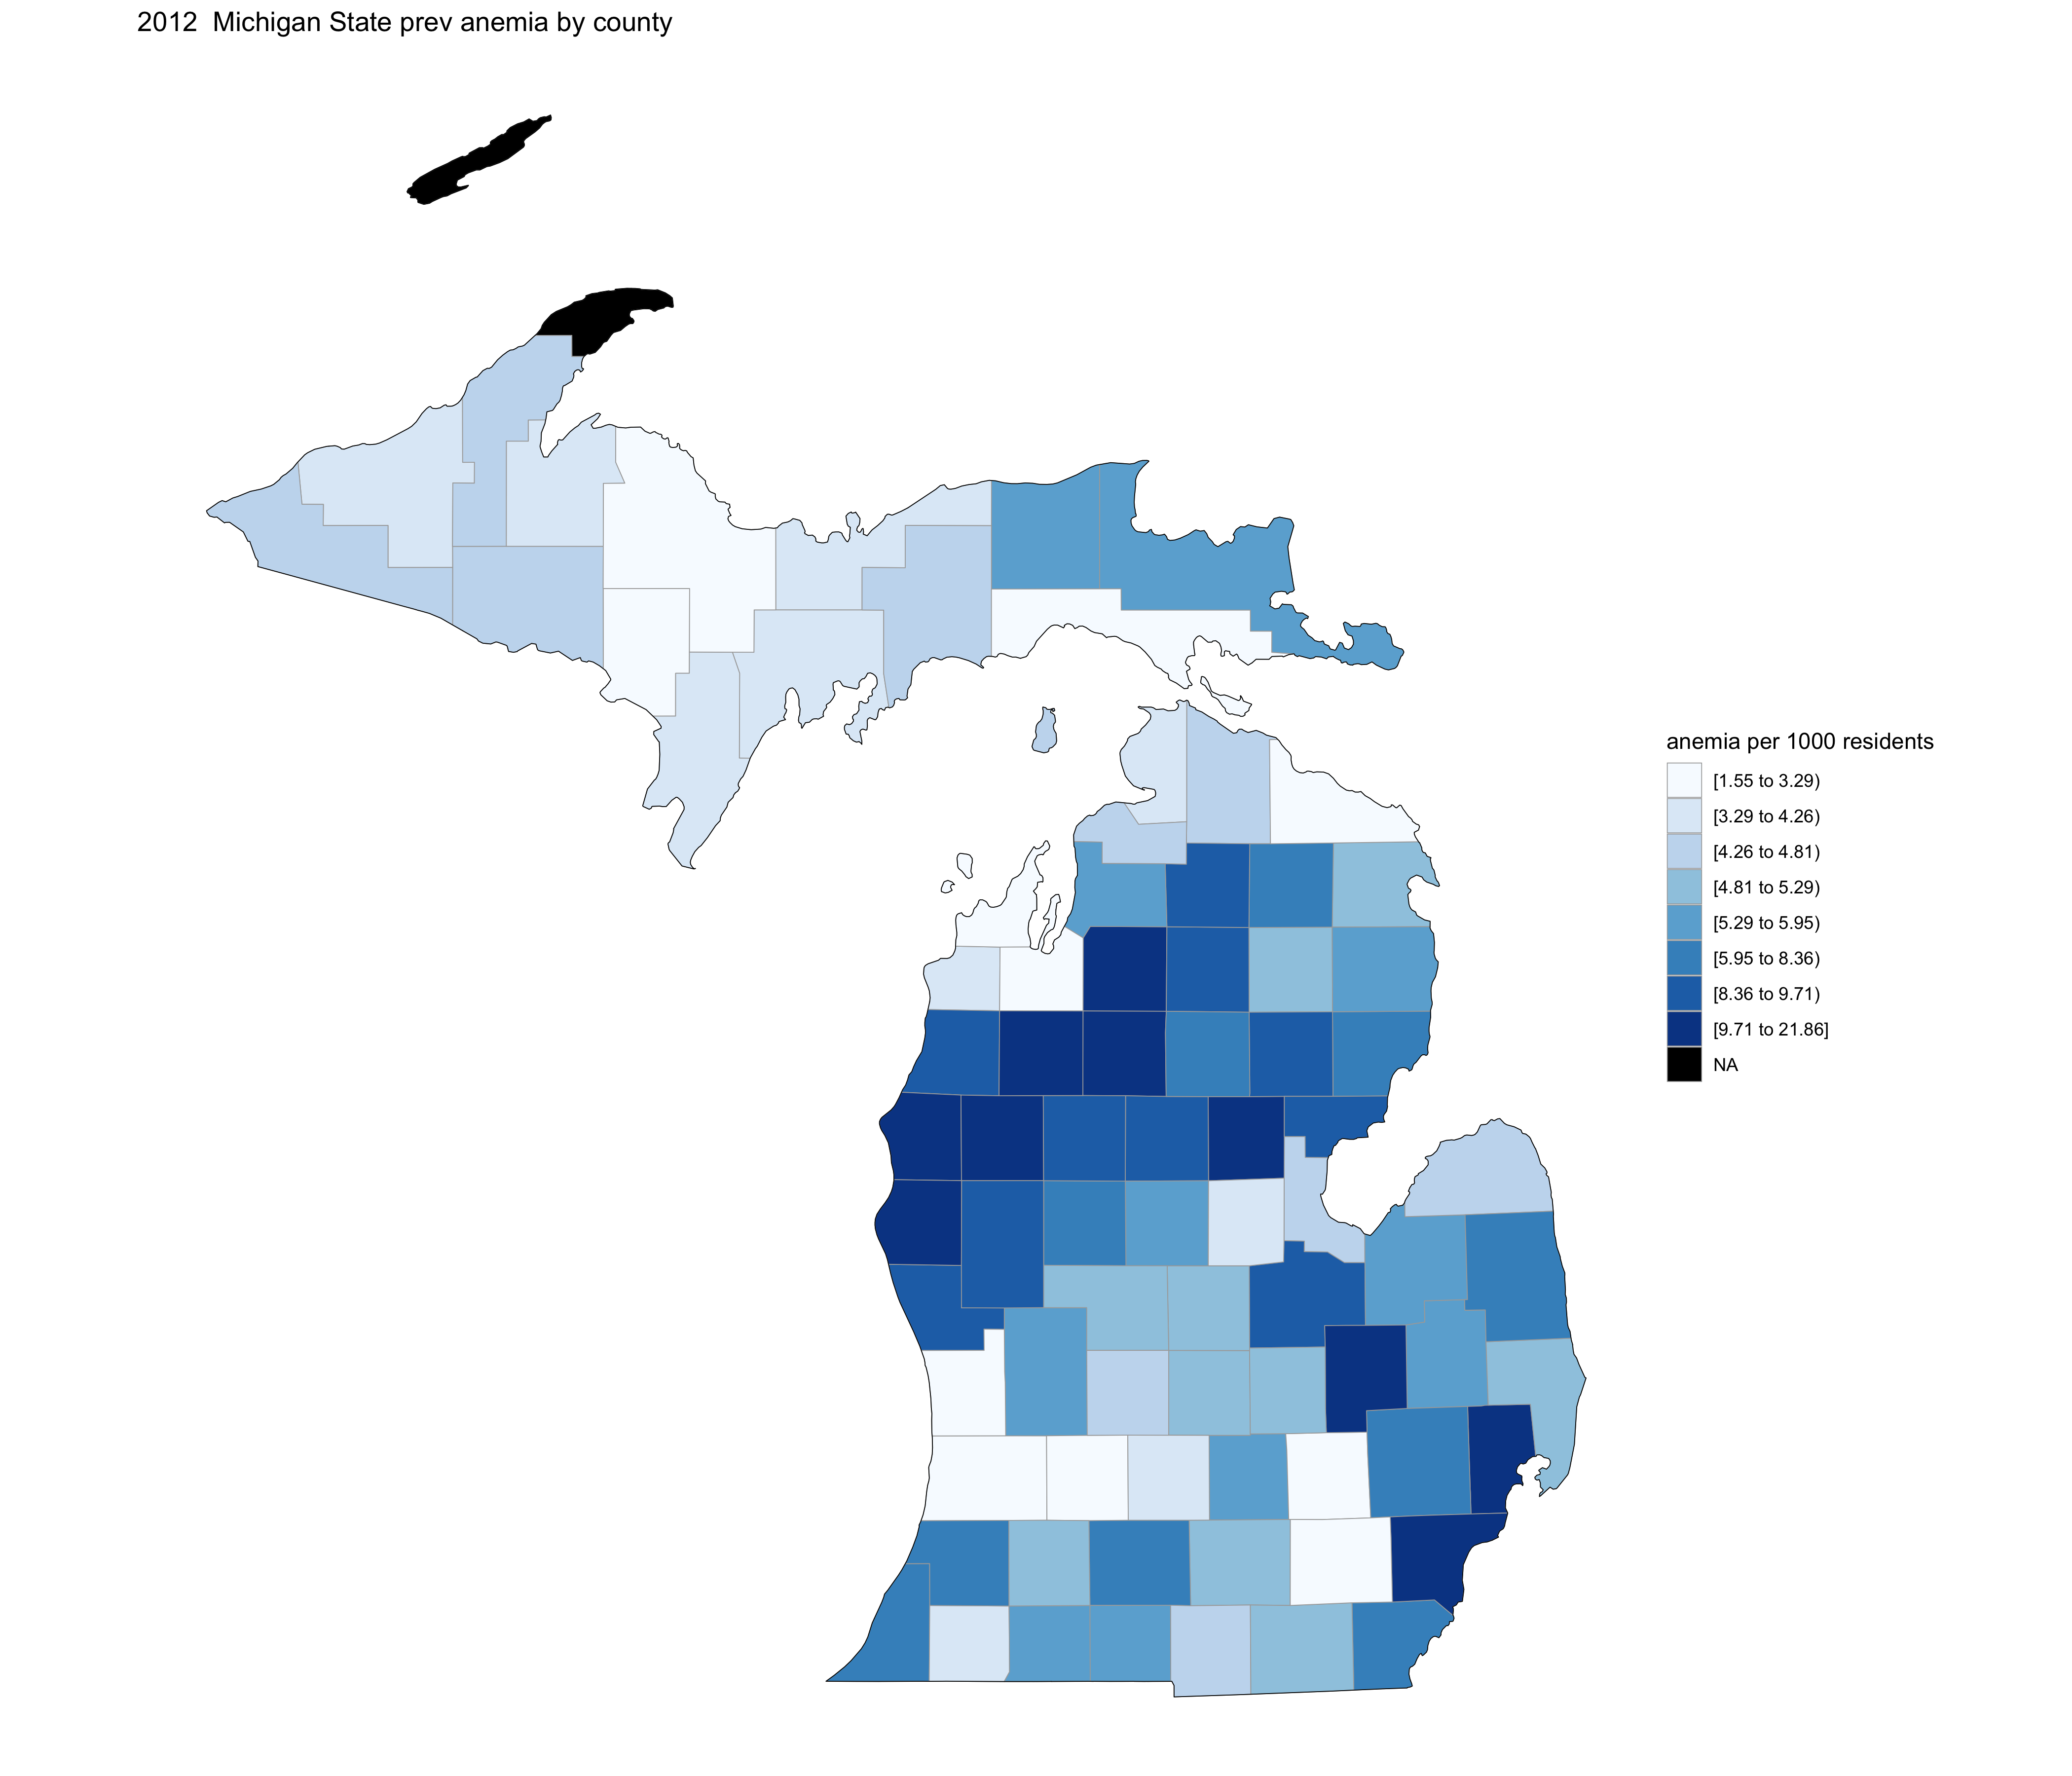 2012  Michigan State prev anemia by county
anemia per 1000 residents
[1.55 to 3.29)
[3.29 to 4.26)
[4.26 to 4.81)
[4.81 to 5.29)
[5.29 to 5.95)
[5.95 to 8.36)
[8.36 to 9.71)
[9.71 to 21.86]
NA